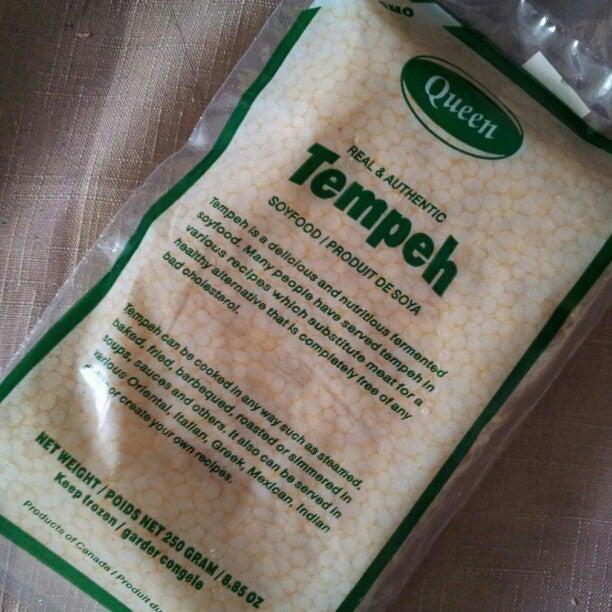 GMO
Queen
REAL & AUTHENTIC
Tempeh
SOYFOOD / PRODUIT DE SOYA
Tempeh is a delicious and nutritious fermented
soyfood. Many people have served tempeh in
various recipes which substitute meat for a
healthy alternative that is completely free of any
bad cholesterol.
Tempeh can be cooked in any way such as steamed,
baked, fried, barbequed, roasted or simmered in
soups, sauces and others. It also can be served in
various Oriental, Italian, Greek, Mexican, Indian
or create your own recipes.
NET WEIGHT / POIDS NET 250 GRAM / 8.85 OZ
Keep frozen / garder congele
Products of Canada / Produit du